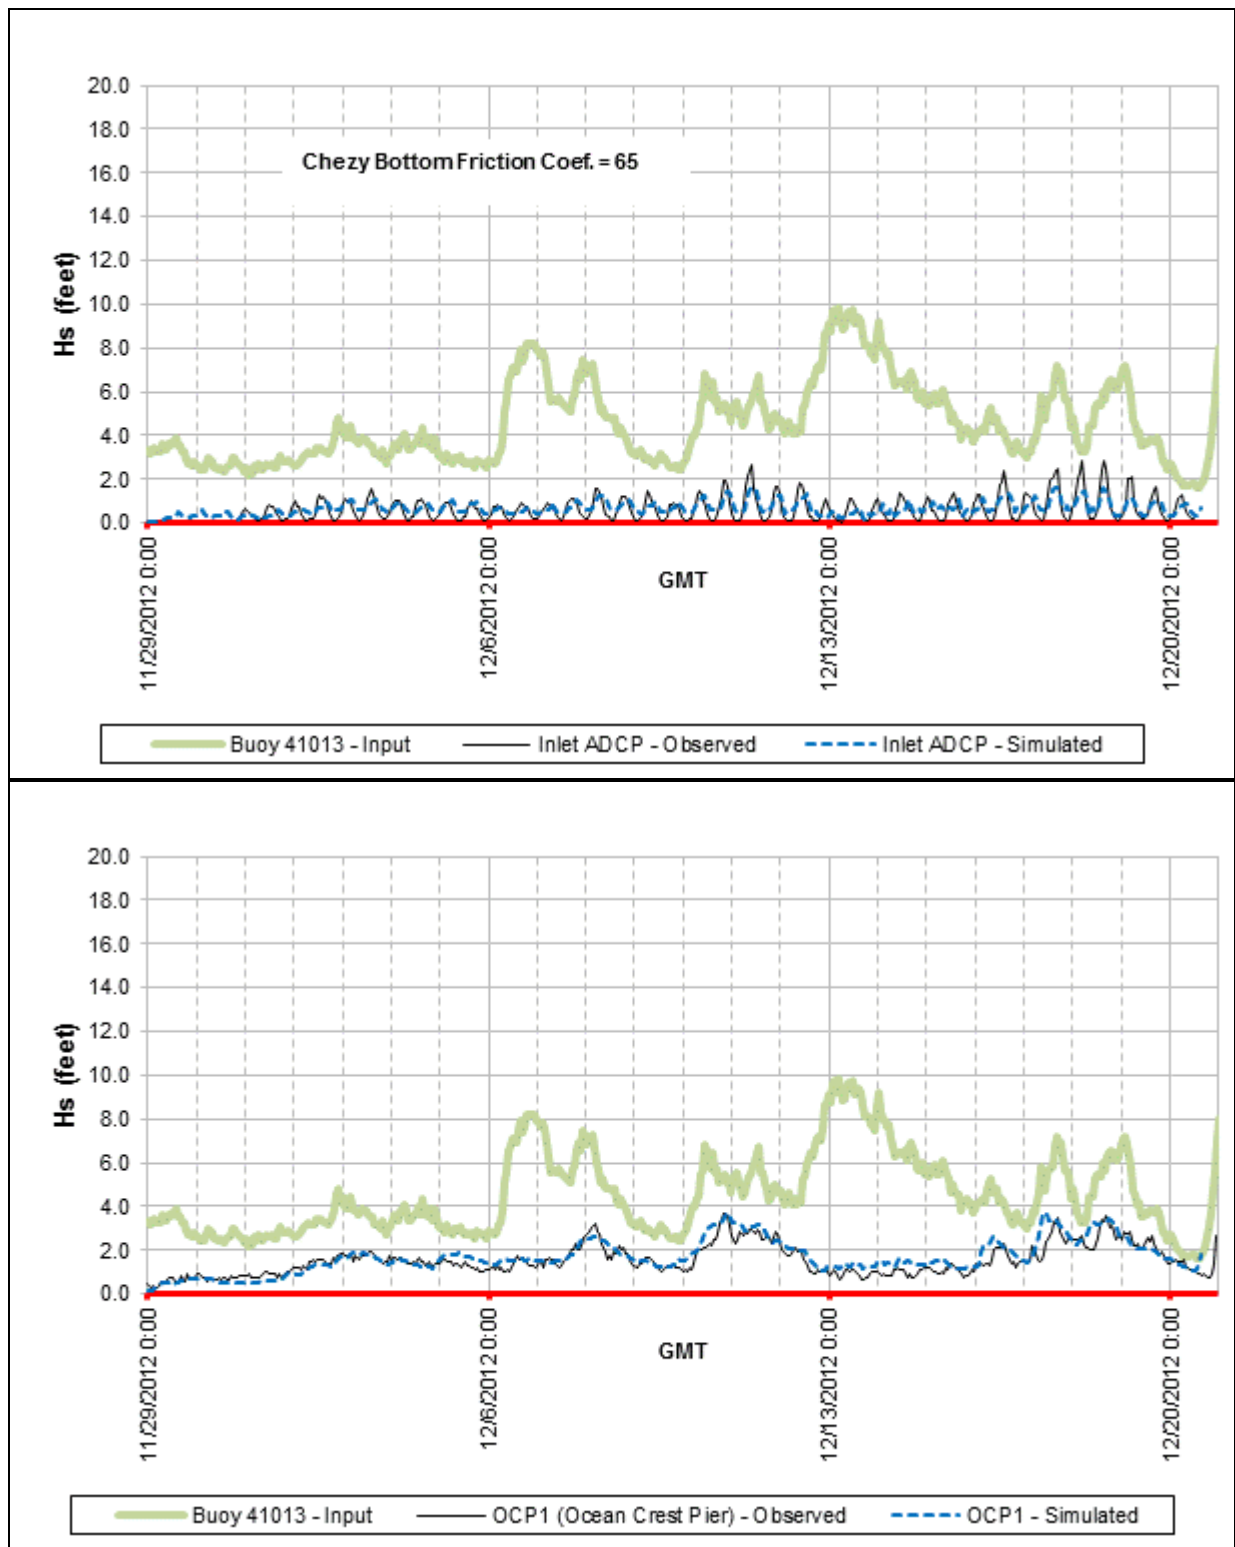 20.0
18.0
Chezy Bottom Friction Coef. = 65
16.0
14.0
12.0
Hs (feet)
10.0
8.0
6.0
4.0
2.0
0.0
GMT
11/29/2012 0:00
12/6/2012 0:00
12/13/2012 0:00
12/20/2012 0:00
Buoy 41013 - Input
Inlet ADCP - Observed
Inlet ADCP - Simulated
20.0
18.0
16.0
14.0
12.0
Hs (feet)
10.0
8.0
6.0
4.0
2.0
0.0
GMT
11/29/2012 0:00
12/6/2012 0:00
12/13/2012 0:00
12/20/2012 0:00
Buoy 41013 - Input
OCP1 (Ocean Crest Pier) - Observed
OCP1 - Simulated